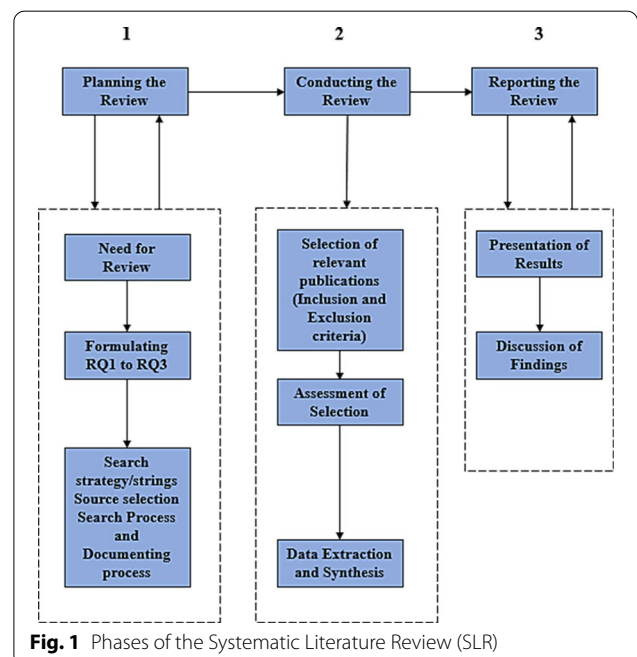 1
2
3
Planning the
Review
Conducting the
Review
Reporting the
Review
Need for
Review
Formulating
RQ1 to RQ3
Search
strategy/strings
Source selection
Search Process
and
Documenting
process
Selection of
relevant
publications
(Inclusion and
Exclusion
criteria)
Assessment of
Selection
Data Extraction
and Synthesis
Presentation of
Results
Discussion of
Findings
Fig. 1 Phases of the Systematic Literature Review (SLR)